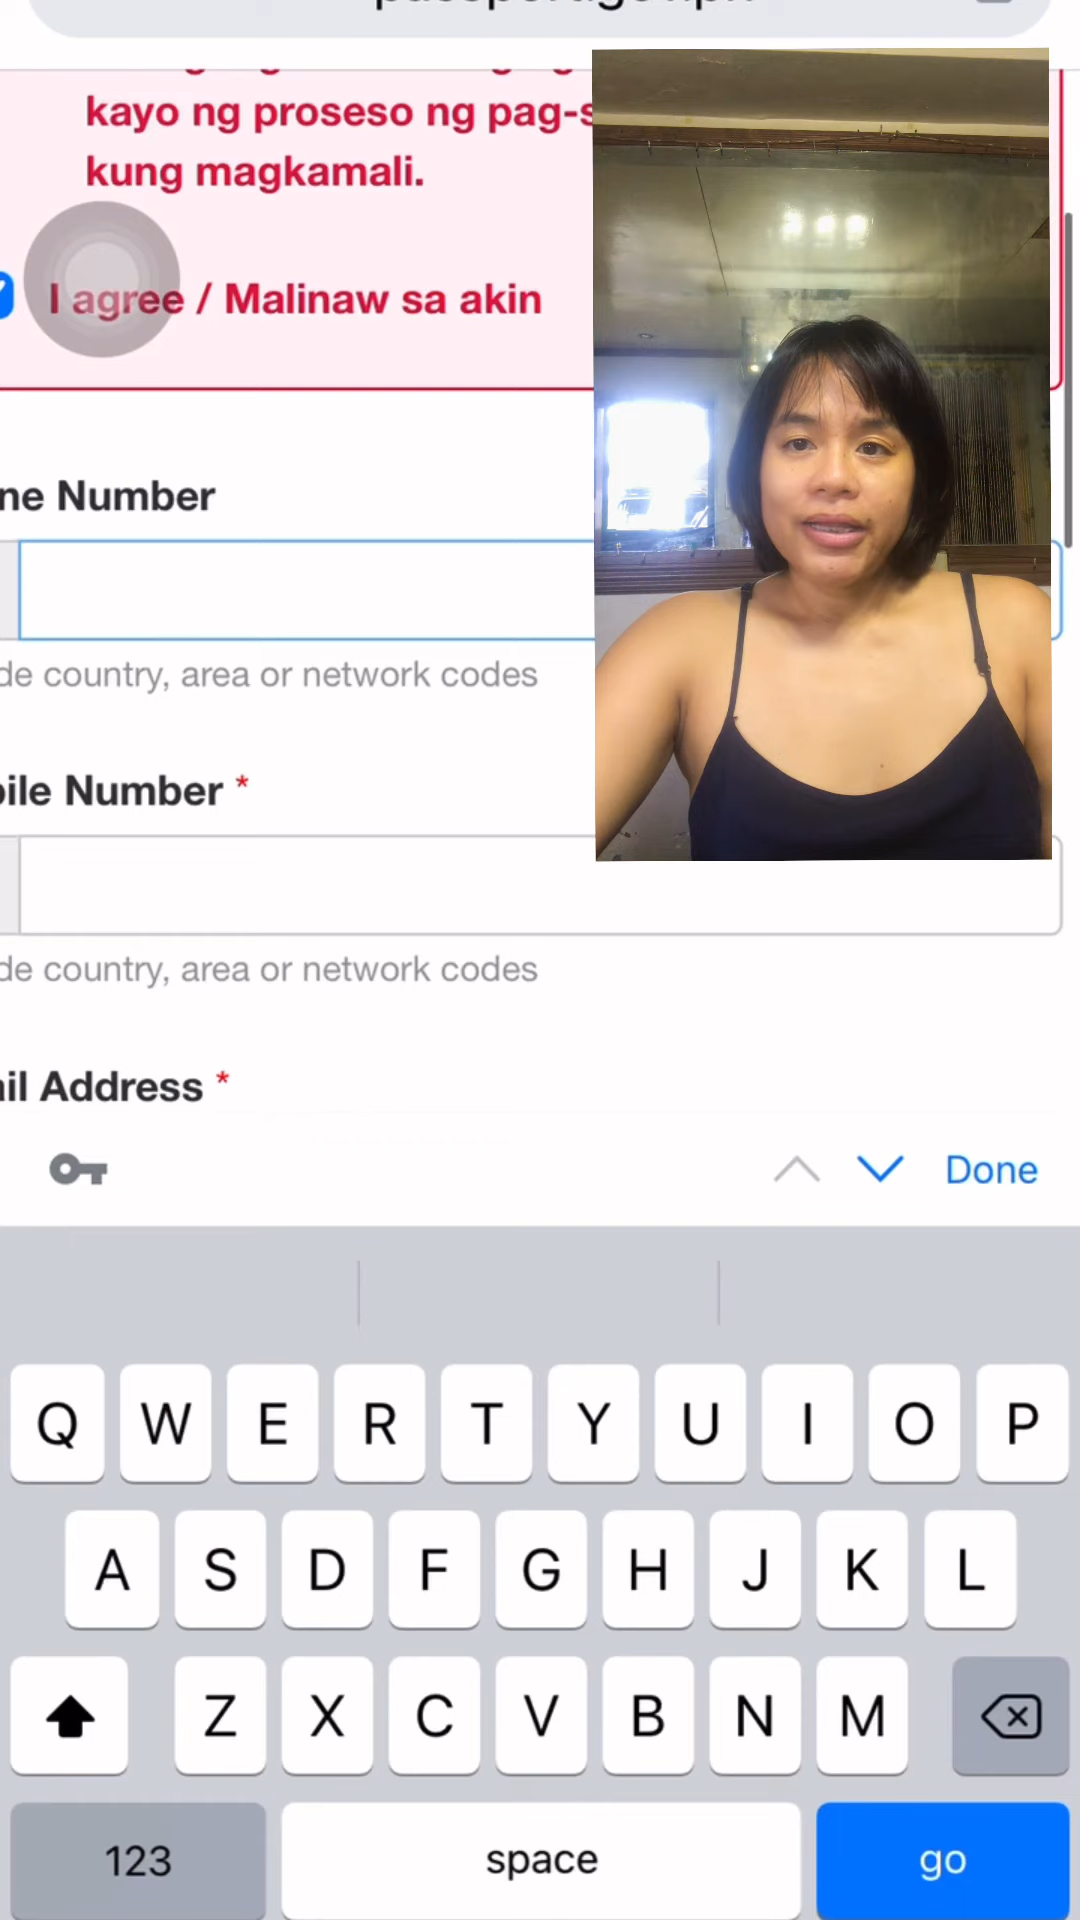 kayo ng proseso ng pag-s
kung magkamali.
I agree / Malinaw sa akin
ne Number
de country, area or network codes
ile Number *
de country, area or network codes
il Address *
Done
Q W E R T Y U I O P
A S D F G H J K L
Z X C V B N M
123 space go